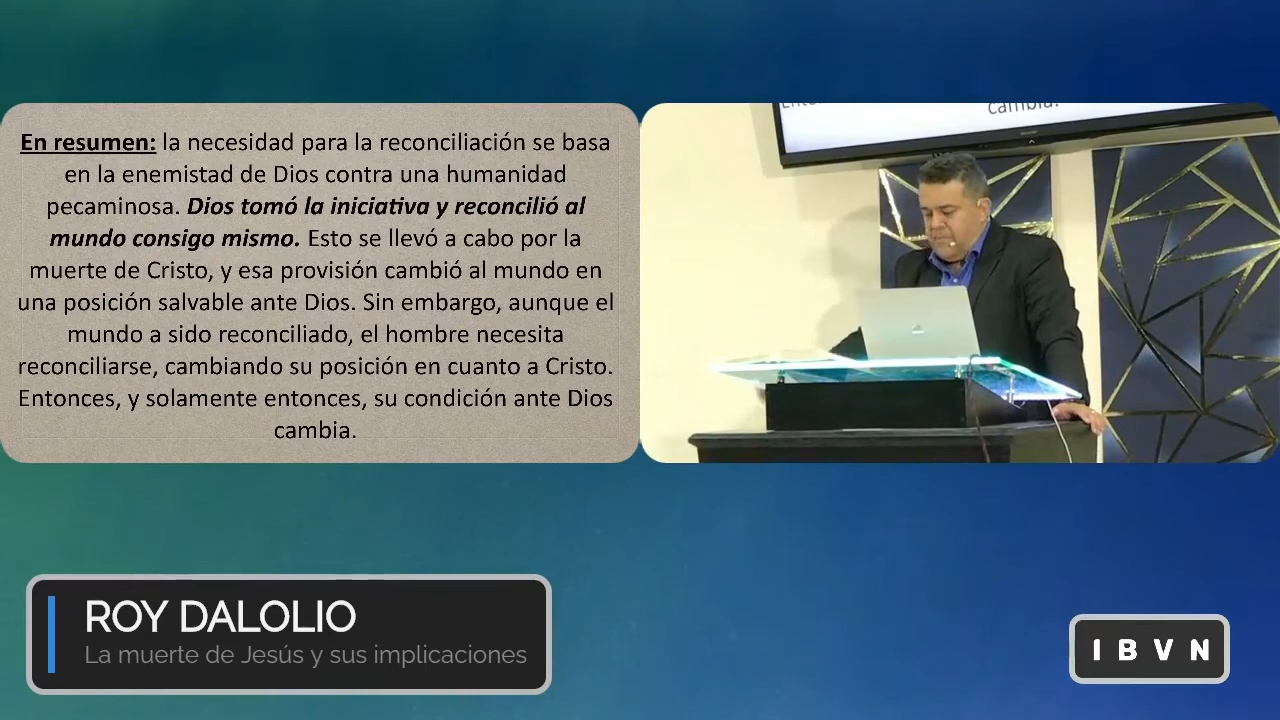 En resumen: la necesidad para la reconciliación se basa
en la enemistad de Dios contra una humanidad
pecaminosa. Dios tomó la iniciativa y reconcilió al
mundo consigo mismo. Esto se llevó a cabo por la
muerte de Cristo, y esa provisión cambió al mundo en
una posición salvable ante Dios. Sin embargo, aunque el
mundo a sido reconciliado, el hombre necesita
reconciliarse, cambiando su posición en cuanto a Cristo.
Entonces, y solamente entonces, su condición ante Dios
cambia.
cambia.
ROY DALOLIO
La muerte de Jesús y sus implicaciones
I B V N